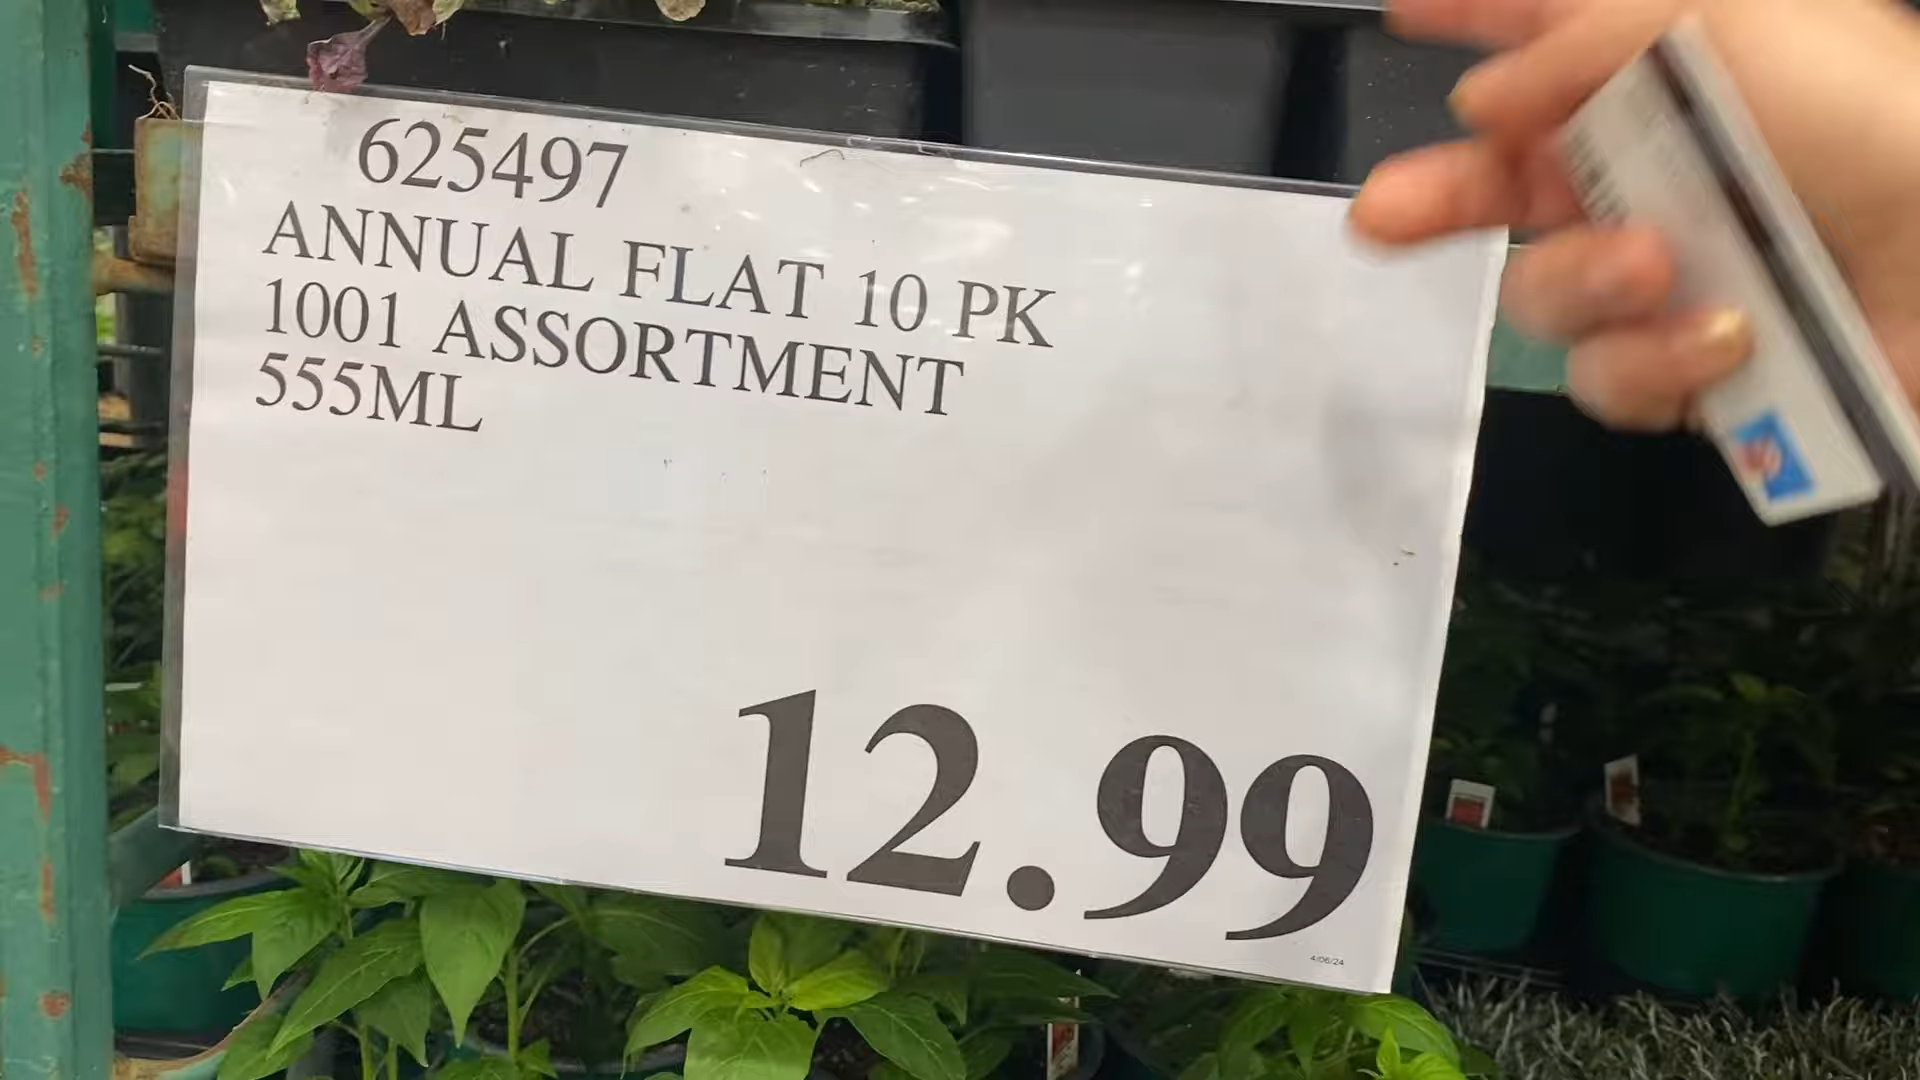 625497
ANNUAL FLAT 10 PK
1001 ASSORTMENT
555ML
12.99
4/06/24